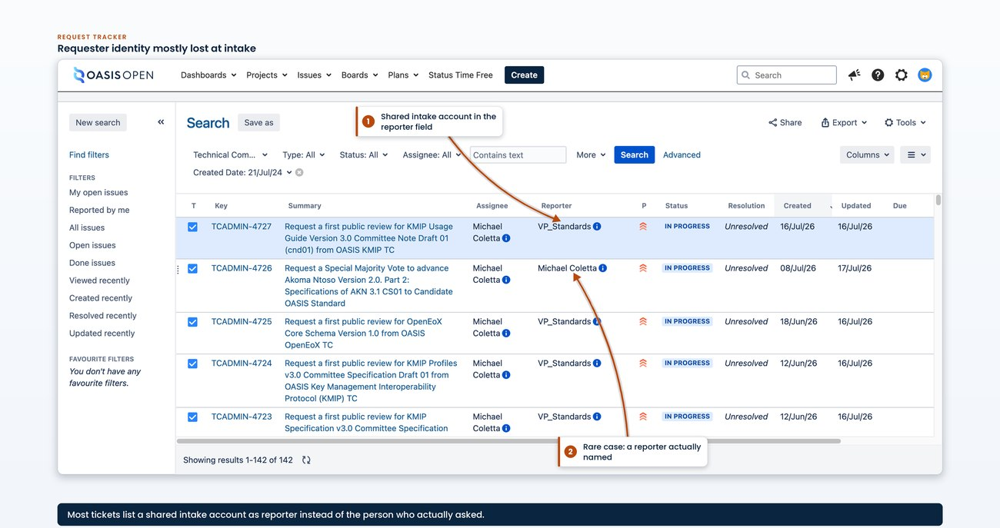 REQUEST TRACKER
Requester identity mostly lost at intake
OASIS OPEN
Dashboards
Projects
Issues
Boards
Plans
Status Time Free
Create
Search
New search
«
Search
Save as
1
Shared intake account in the
reporter field
Share
Export
Tools
Find filters
FILTERS
My open issues
Reported by me
All issues
Open issues
Done issues
Viewed recently
Created recently
Resolved recently
Updated recently
FAVOURITE FILTERS
You don't have any
favourite filters.
Technical Com...
Type: All
Status: All
Assignee: All
Contains text
More
Search
Advanced
Columns
Created Date: 21/Jul/24
T Key Summary Assignee Reporter P Status Resolution Created Updated Due
TCADMIN-4727
Request a first public review for KMIP Usage
Guide Version 3.0 Committee Note Draft 01
(cnd01) from OASIS KMIP TC
Michael
Coletta
VP_Standards
IN PROGRESS
Unresolved
16/Jul/26
16/Jul/26
TCADMIN-4726
Request a Special Majority Vote to advance
Akoma Ntoso Version 2.0. Part 2:
Specifications of AKN 3.1 CS01 to Candidate
OASIS Standard
Michael
Coletta
Michael Coletta
IN PROGRESS
Unresolved
08/Jul/26
17/Jul/26
TCADMIN-4725
Request a first public review for OpenEoX
Core Schema Version 1.0 from OASIS
OpenEoX TC
Michael
Coletta
VP_Standards
IN PROGRESS
Unresolved
18/Jun/26
16/Jul/26
TCADMIN-4724
Request a first public review for KMIP Profiles
v3.0 Committee Specification Draft 01 from
OASIS Key Management Interoperability
Protocol (KMIP) TC
Michael
Coletta
VP_Standards
IN PROGRESS
Unresolved
12/Jun/26
16/Jul/26
TCADMIN-4723
Request a first public review for KMIP
Specification v3.0 Committee Specification
Michael
Coletta
VP_Standards
IN PROGRESS
Unresolved
12/Jun/26
16/Jul/26
2
Rare case: a reporter actually
named
Showing results 1-142 of 142
Most tickets list a shared intake account as reporter instead of the person who actually asked.